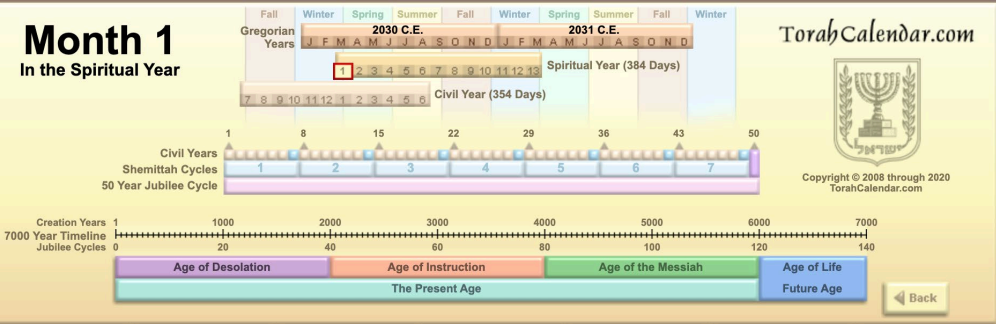 Month 1
In the Spiritual Year
Fall Winter Spring Summer Fall Winter Spring Summer Fall Winter
Gregorian Years
2030 C.E. 2031 C.E.
J F M A M J J A S O N D J F M A M J J A S O N D
1 2 3 4 5 6 7 8 9 10 11 12 13 Spiritual Year (384 Days)
7 8 9 10 11 12 1 2 3 4 5 6 Civil Year (354 Days)
TorahCalendar.com
ישראל
Copyright © 2008 through 2020
TorahCalendar.com
1 8 15 22 29 36 43 50
Civil Years
Shemittah Cycles 1 2 3 4 5 6 7
50 Year Jubilee Cycle
Creation Years 1 1000 2000 3000 4000 5000 6000 7000
7000 Year Timeline
Jubilee Cycles 0 20 40 60 80 100 120 140
Age of Desolation Age of Instruction Age of the Messiah Age of Life
The Present Age Future Age
Back